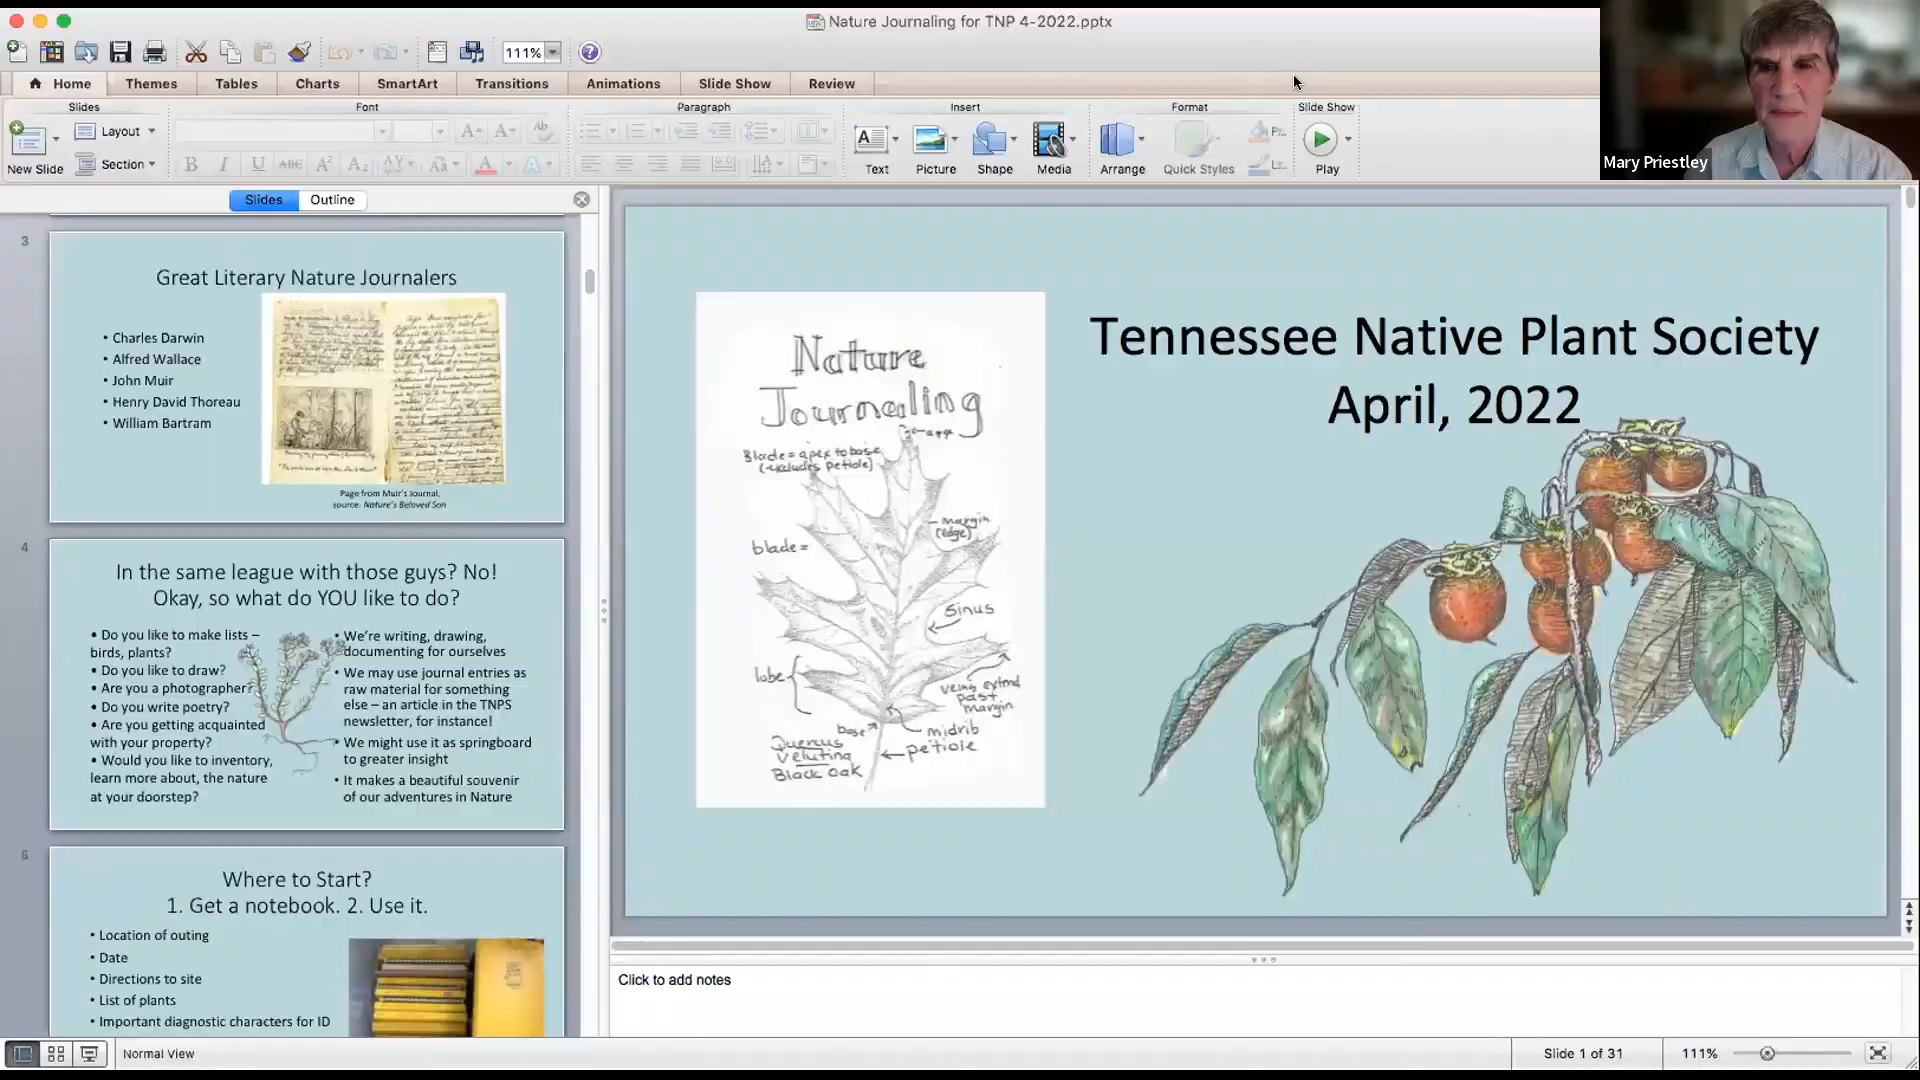 Nature Journaling for TNP 4-2022.pptx
111%
Home
Themes
Tables
Charts
SmartArt
Transitions
Animations
Slide Show
Review
Slides
Font
Paragraph
Insert
Format
Slide Show
New Slide
Layout
Section
Text
Picture
Shape
Media
Arrange
Quick Styles
Play
Mary Priestley
Slides
Outline
3
Great Literary Nature Journalers
• Charles Darwin
• Alfred Wallace
• John Muir
• Henry David Thoreau
• William Bartram
Page from Muir's Journal,
source: Nature's Beloved Son
4
In the same league with those guys? No!
Okay, so what do YOU like to do?
• Do you like to make lists –
birds, plants?
• Do you like to draw?
• Are you a photographer?
• Do you write poetry?
• Are you getting acquainted
with your property?
• Would you like to inventory,
learn more about, the nature
at your doorstep?
• We're writing, drawing,
documenting for ourselves
• We may use journal entries as
raw material for something
else – an article in the TNPS
newsletter, for instance!
• We might use it as springboard
to greater insight
• It makes a beautiful souvenir
of our adventures in Nature
Where to Start?
1. Get a notebook. 2. Use it.
• Location of outing
• Date
• Directions to site
• List of plants
• Important diagnostic characters for ID
Nature
Journaling
apex
Blade = apex to base
(excludes petiole)
margin
(edge)
blade =
sinus
lobe
veins extend
past
margin
base
midrib
petiole
Quercus
Velutina
Black Oak
Tennessee Native Plant Society
April, 2022
Click to add notes
Normal View
Slide 1 of 31
111%